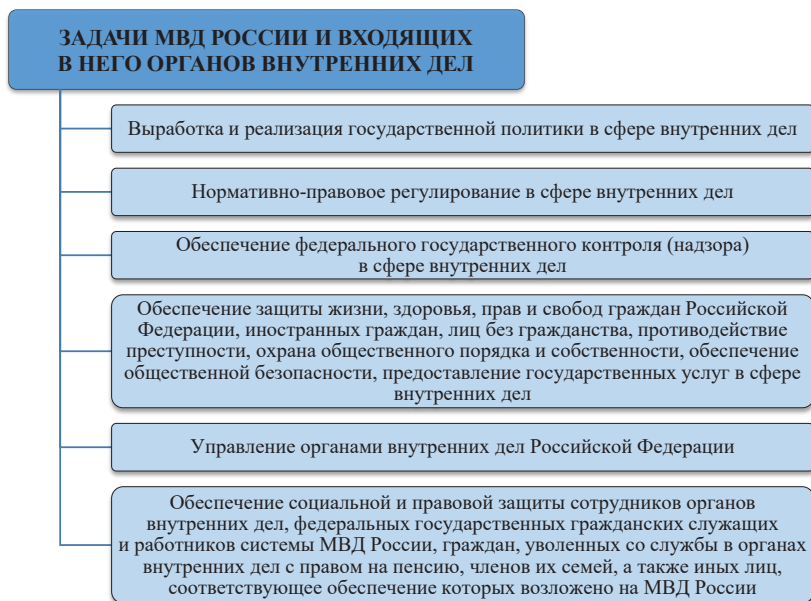 ЗАДАЧИ МВД РОССИИ И ВХОДЯЩИХ
В НЕГО ОРГАНОВ ВНУТРЕННИХ ДЕЛ
Выработка и реализация государственной политики в сфере внутренних дел
Нормативно-правовое регулирование в сфере внутренних дел
Обеспечение федерального государственного контроля (надзора)
в сфере внутренних дел
Обеспечение защиты жизни, здоровья, прав и свобод граждан Российской
Федерации, иностранных граждан, лиц без гражданства, противодействие
преступности, охрана общественного порядка и собственности, обеспечение
общественной безопасности, предоставление государственных услуг в сфере
внутренних дел
Управление органами внутренних дел Российской Федерации
Обеспечение социальной и правовой защиты сотрудников органов
внутренних дел, федеральных государственных гражданских служащих
и работников системы МВД России, граждан, уволенных со службы в органах
внутренних дел с правом на пенсию, членов их семей, а также иных лиц,
соответствующее обеспечение которых возложено на МВД России